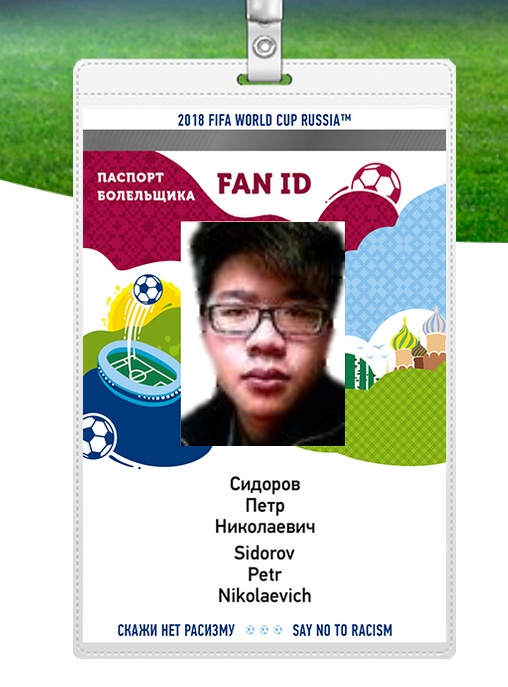 2018 FIFA WORLD CUP RUSSIA™
ПАСПОРТ
БОЛЕЛЬЩИКА
FAN ID
Сидоров
Петр
Николаевич
Sidorov
Petr
Nikolaevich
СКАЖИ НЕТ РАСИЗМУ SAY NO TO RACISM